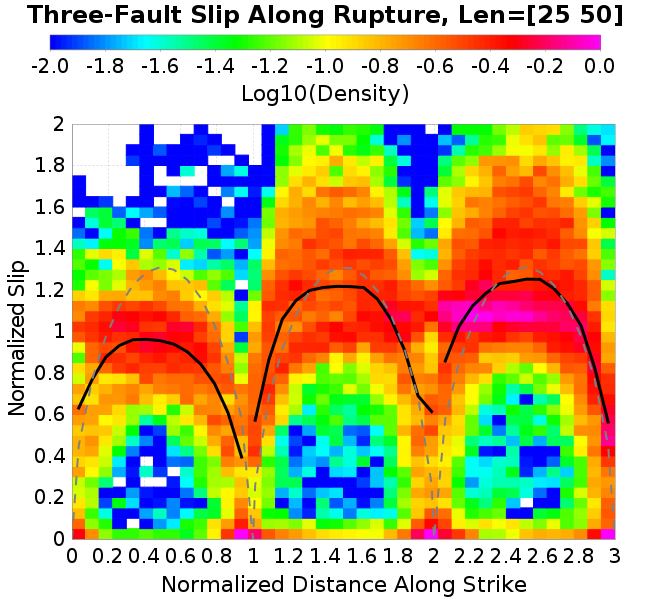 Three-Fault Slip Along Rupture, Len=[25 50]
-2.0 -1.8 -1.6 -1.4 -1.2 -1.0 -0.8 -0.6 -0.4 -0.2 0.0
Log10(Density)
2
1.8
1.6
1.4
1.2
1
0.8
0.6
0.4
0.2
0
Normalized Slip
0 0.2 0.4 0.6 0.8 1 1.2 1.4 1.6 1.8 2 2.2 2.4 2.6 2.8 3
Normalized Distance Along Strike